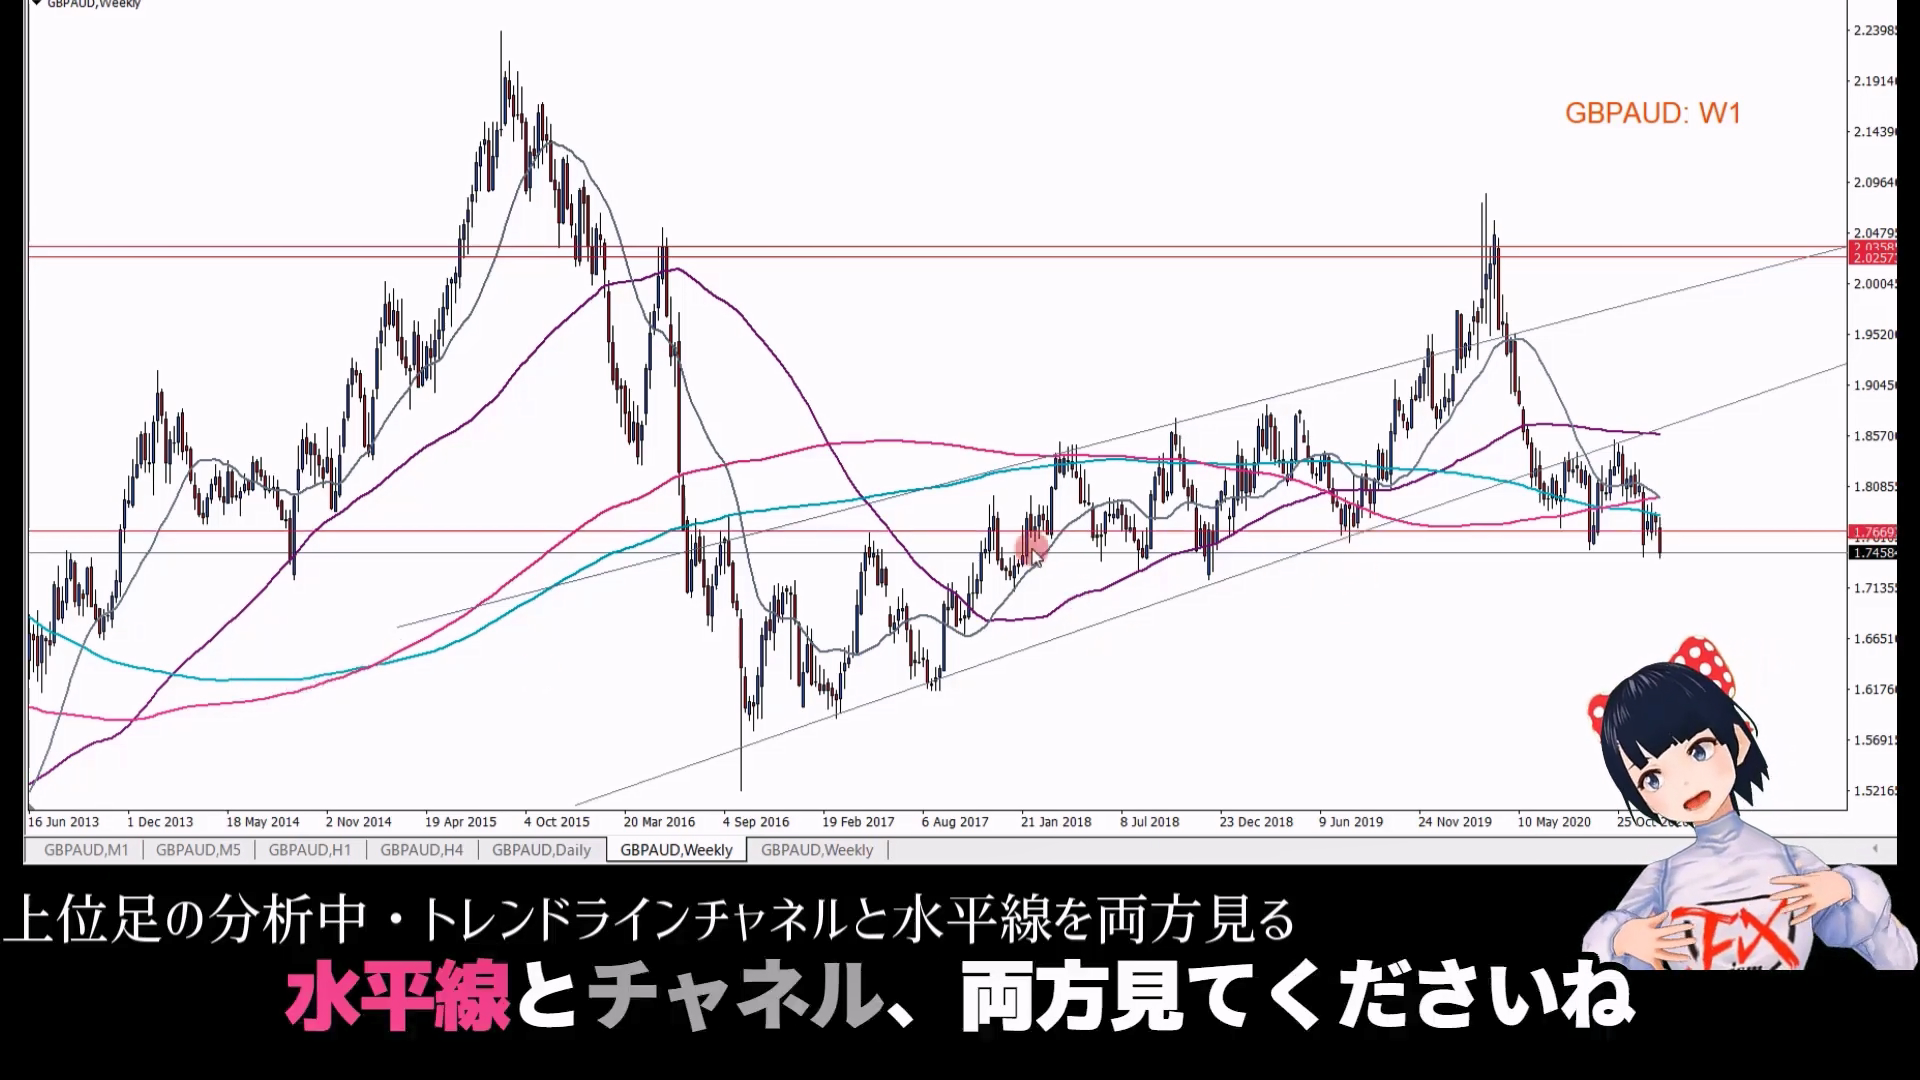 GBPAUD,Weekly
GBPAUD: W1
2.23985
2.19140
2.14390
2.09640
2.04795
2.03585
2.02573
2.00045
1.95200
1.90450
1.85700
1.80855
1.76697
1.74584
1.71355
1.66510
1.61760
1.56915
1.52165
16 Jun 2013 1 Dec 2013 18 May 2014 2 Nov 2014 19 Apr 2015 4 Oct 2015 20 Mar 2016 4 Sep 2016 19 Feb 2017 6 Aug 2017 21 Jan 2018 8 Jul 2018 23 Dec 2018 9 Jun 2019 24 Nov 2019 10 May 2020 25 Oct 2020
GBPAUD,M1 GBPAUD,M5 GBPAUD,H1 GBPAUD,H4 GBPAUD,Daily GBPAUD,Weekly GBPAUD,Weekly
FX
上位足の分析中・トレンドラインチャネルと水平線を両方見る
水平線とチャネル、両方見てくださいね